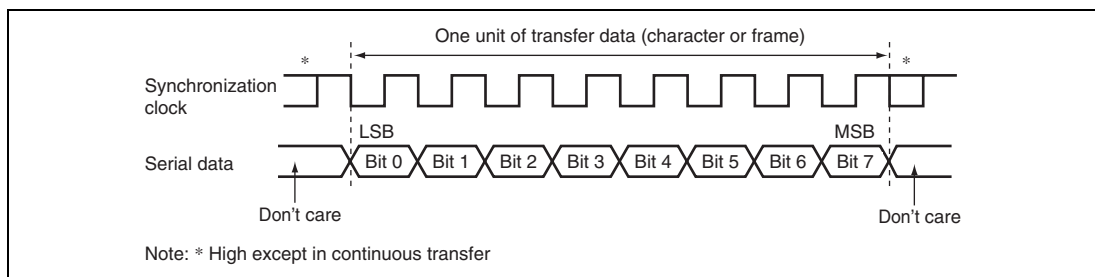 One unit of transfer data (character or frame)
* *
Synchronization
clock
LSB MSB
Serial data Bit 0 Bit 1 Bit 2 Bit 3 Bit 4 Bit 5 Bit 6 Bit 7
Don't care Don't care
Note: * High except in continuous transfer